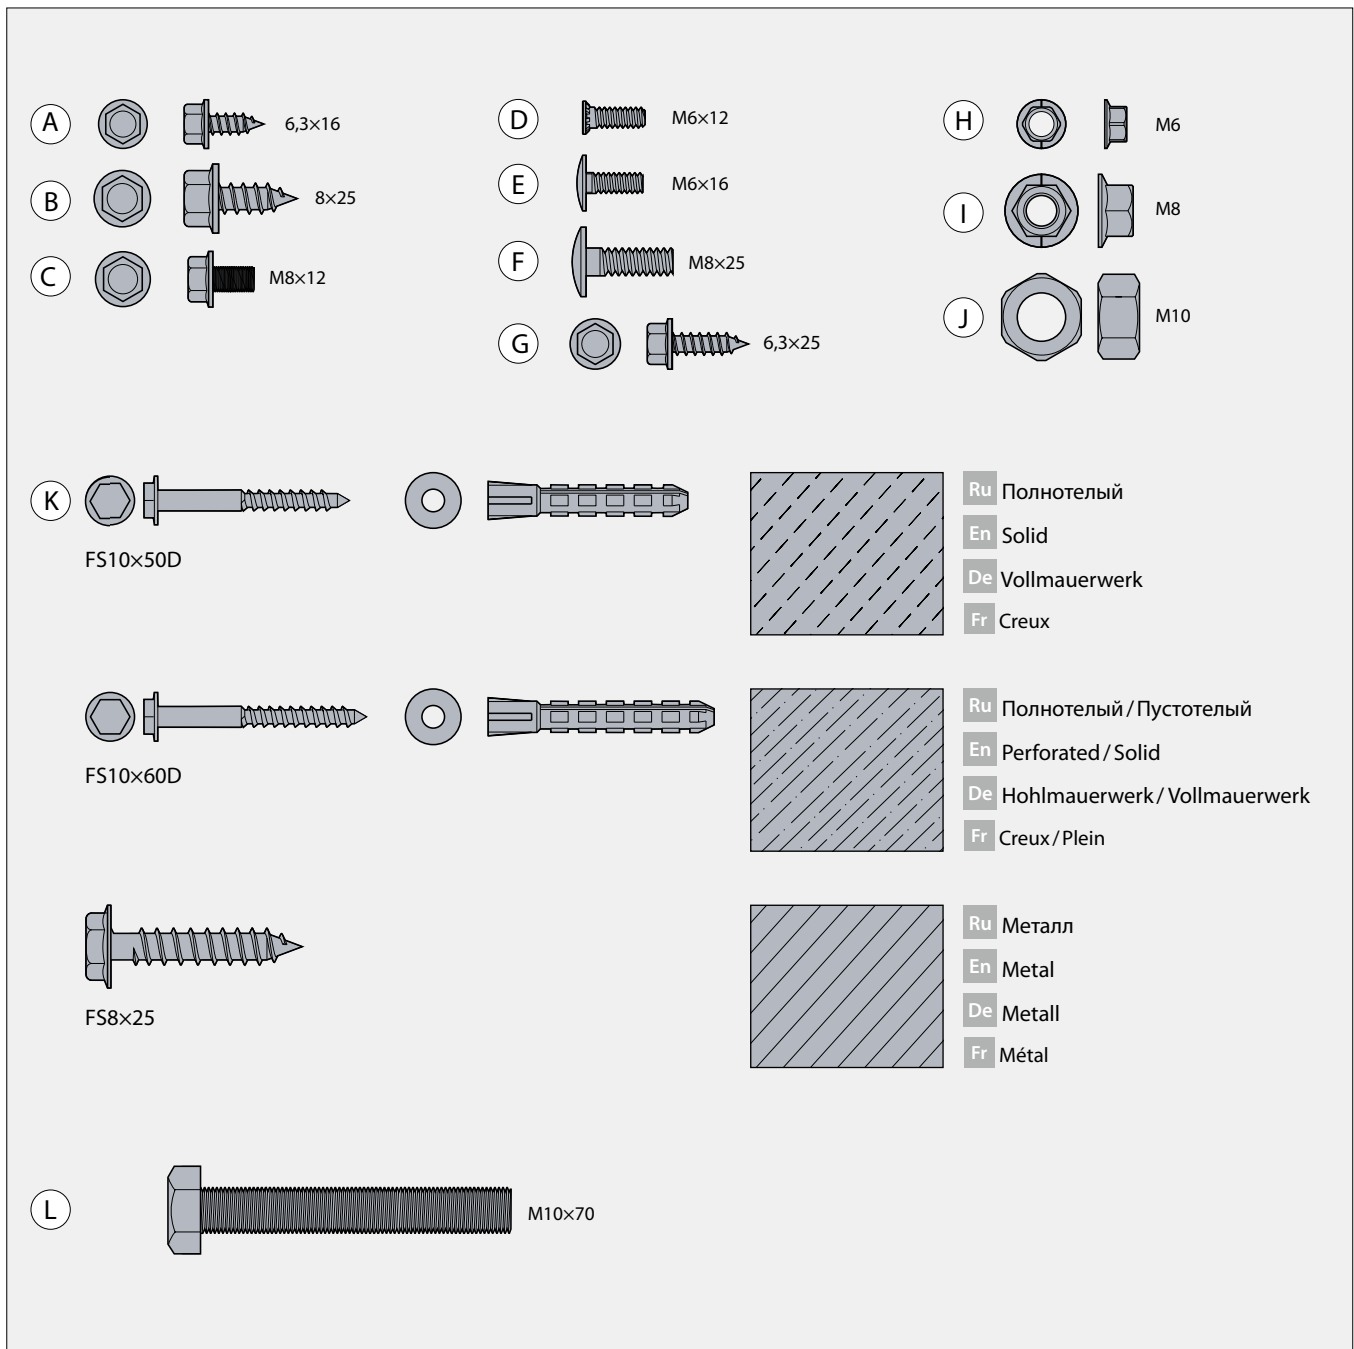 A
6,3×16
B
8×25
C
M8×12
D
M6×12
E
M6×16
F
M8×25
G
6,3×25
H
M6
I
M8
J
M10
K
FS10×50D
Ru Полнотелый
En Solid
De Vollmauerwerk
Fr Creux
FS10×60D
Ru Полнотелый / Пустотелый
En Perforated / Solid
De Hohlmauerwerk / Vollmauerwerk
Fr Creux / Plein
FS8×25
Ru Металл
En Metal
De Metall
Fr Métal
L
M10×70